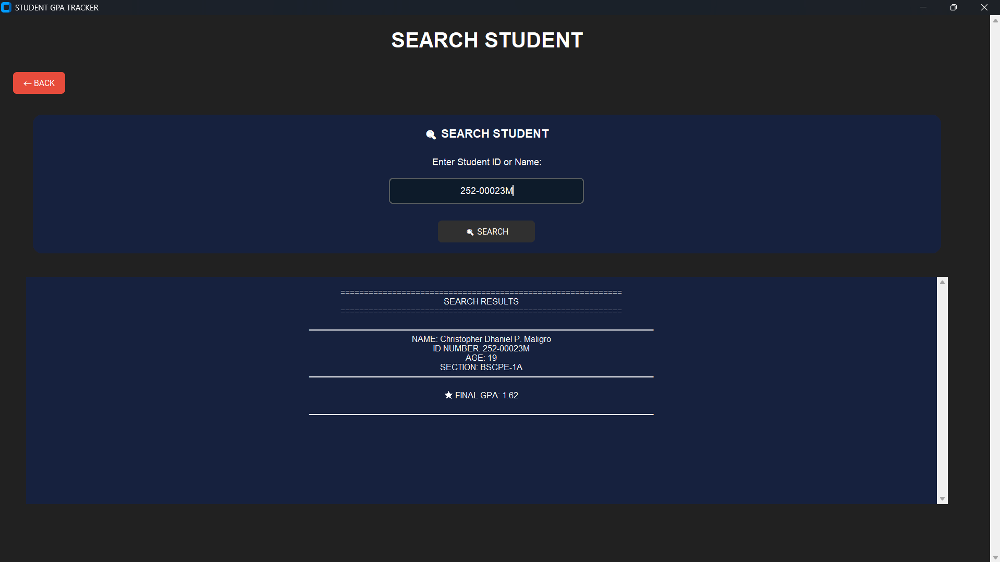 STUDENT GPA TRACKER
SEARCH STUDENT
← BACK
🔍 SEARCH STUDENT
Enter Student ID or Name:
252-00023M
🔍 SEARCH
============================================================
SEARCH RESULTS
============================================================
NAME: Christopher Dhaniel P. Maligro
ID NUMBER: 252-00023M
AGE: 19
SECTION: BSCPE-1A
★ FINAL GPA: 1.62